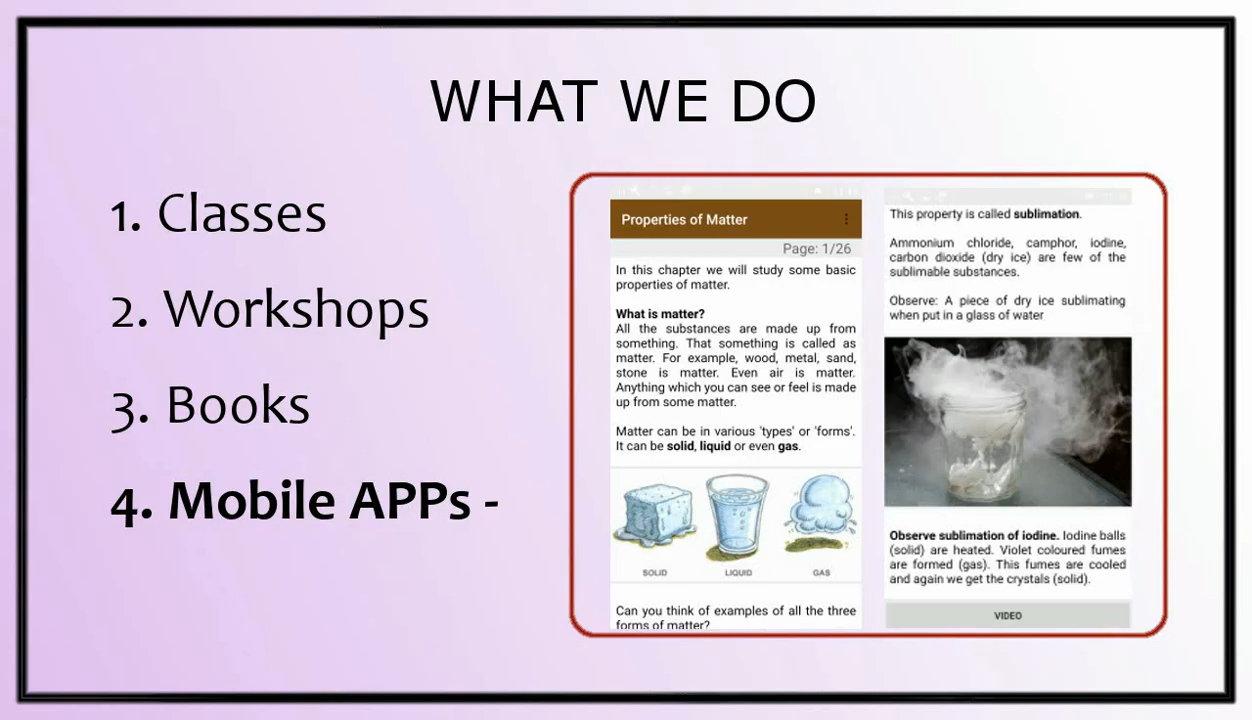 WHAT WE DO
1. Classes
2. Workshops
3. Books
4. Mobile APPs -
Properties of Matter
Page: 1/26
In this chapter we will study some basic
properties of matter.
What is matter?
All the substances are made up from
something. That something is called as
matter. For example, wood, metal, sand,
stone is matter. Even air is matter.
Anything which you can see or feel is made
up from some matter.
Matter can be in various 'types' or 'forms'.
It can be solid, liquid or even gas.
SOLID LIQUID GAS
Can you think of examples of all the three
forms of matter?
This property is called sublimation.
Ammonium chloride, camphor, iodine,
carbon dioxide (dry ice) are few of the
sublimable substances.
Observe: A piece of dry ice sublimating
when put in a glass of water
Observe sublimation of iodine. Iodine balls
(solid) are heated. Violet coloured fumes
are formed (gas). This fumes are cooled
and again we get the crystals (solid).
VIDEO